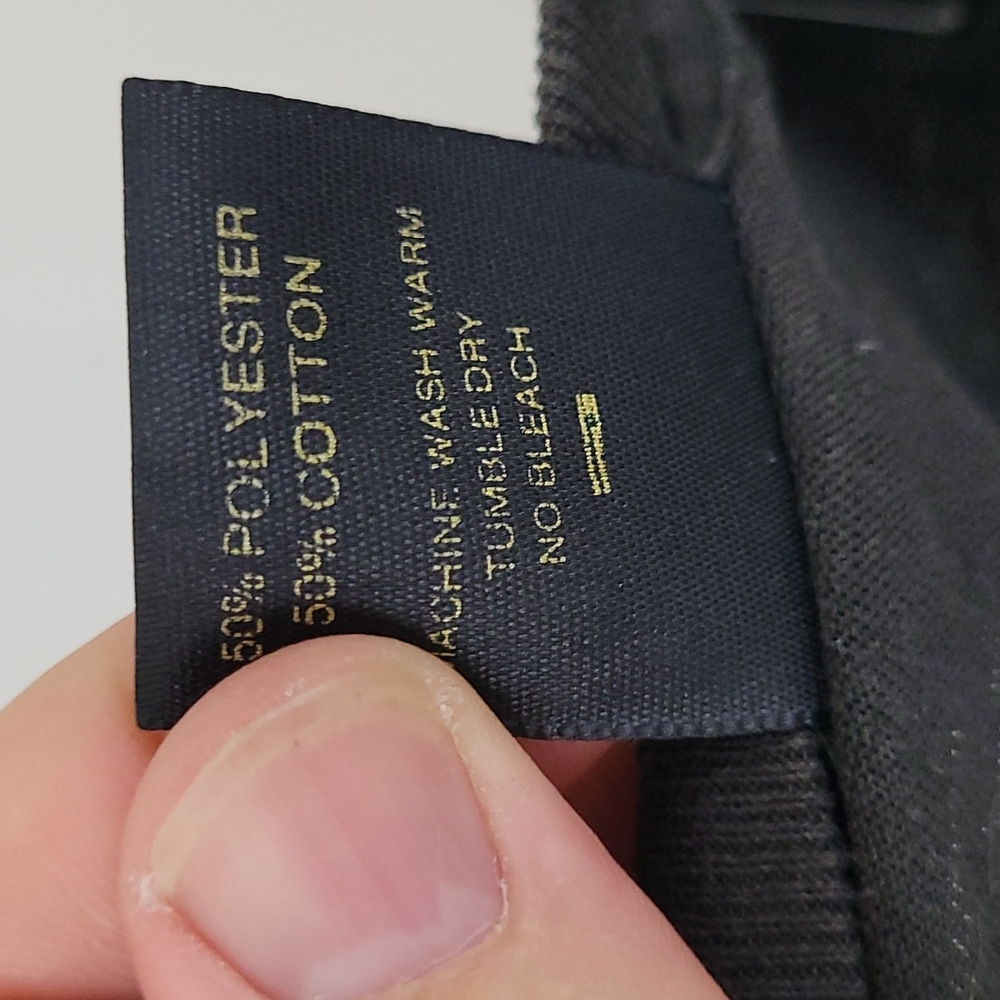 50% POLYESTER
50% COTTON
MACHINE WASH WARM
TUMBLE DRY
NO BLEACH